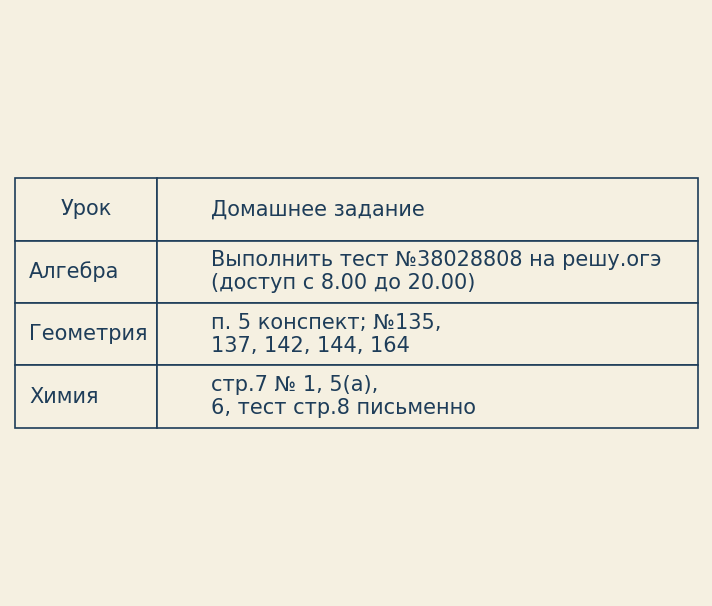 Урок
Домашнее задание
Алгебра
Выполнить тест №38028808 на решу.огэ
(доступ с 8.00 до 20.00)
Геометрия
п. 5 конспект; №135,
137, 142, 144, 164
Химия
стр.7 № 1, 5(а),
6, тест стр.8 письменно